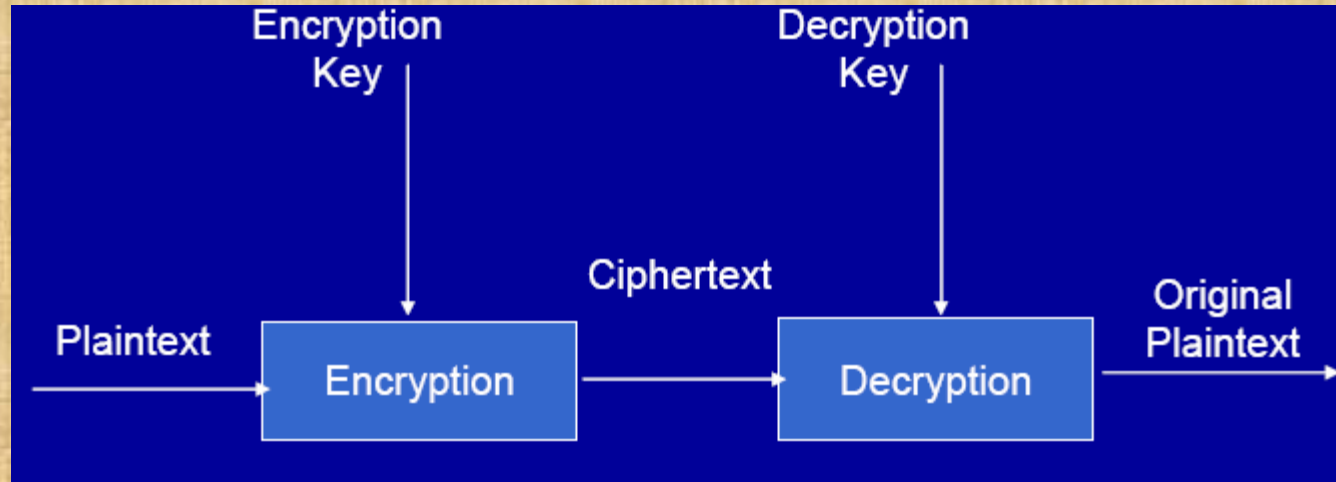 Encryption
Key
Decryption
Key
Ciphertext
Plaintext
Original
Plaintext
Encryption
Decryption